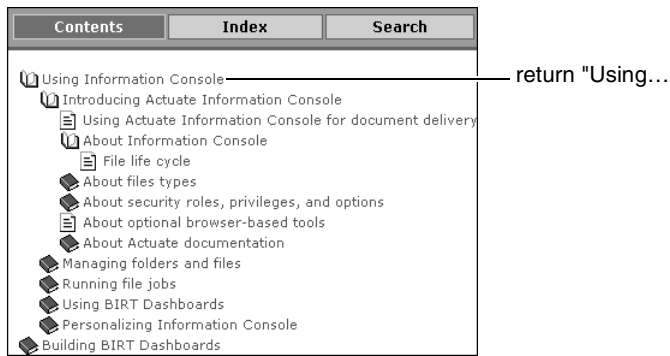 Contents Index Search
Using Information Console return "Using…
Introducing Actuate Information Console
Using Actuate Information Console for document delivery
About Information Console
File life cycle
About files types
About security roles, privileges, and options
About optional browser-based tools
About Actuate documentation
Managing folders and files
Running file jobs
Using BIRT Dashboards
Personalizing Information Console
Building BIRT Dashboards